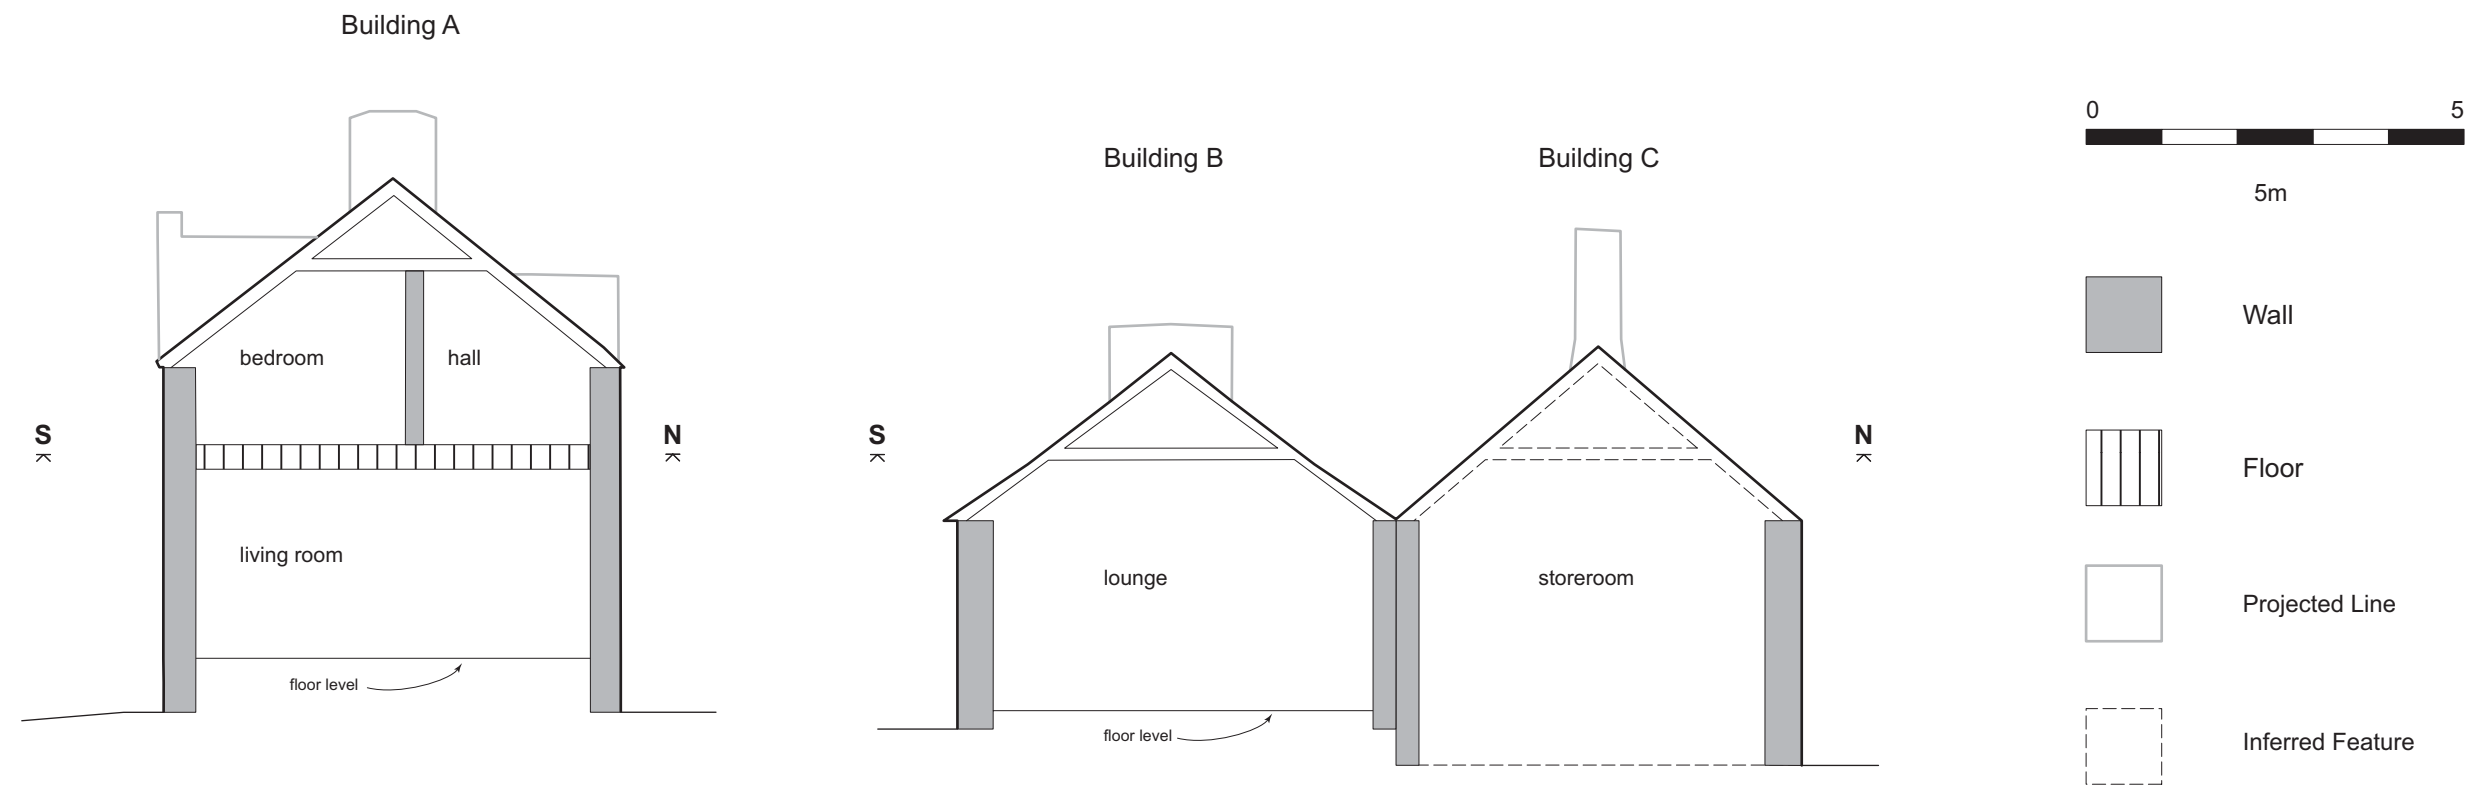 Building A
bedroom
hall
living room
floor level
S
N
Building B
Building C
lounge
storeroom
floor level
S
N
0
5
5m
Wall
Floor
Projected Line
Inferred Feature